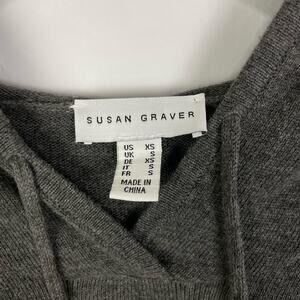 SUSAN GRAVER
US XS
UK S
DE XS
IT S
FR S
MADE IN
CHINA